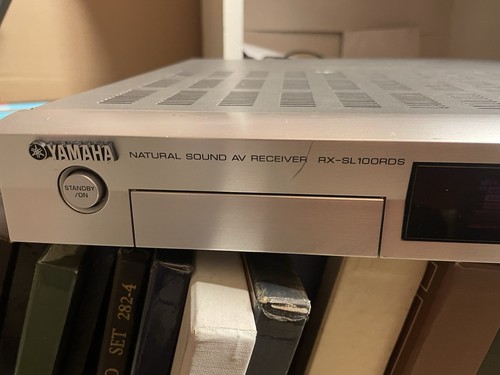 YAMAHA NATURAL SOUND AV RECEIVER RX-SL100RDS
STANDBY
/ON
SET 282-4